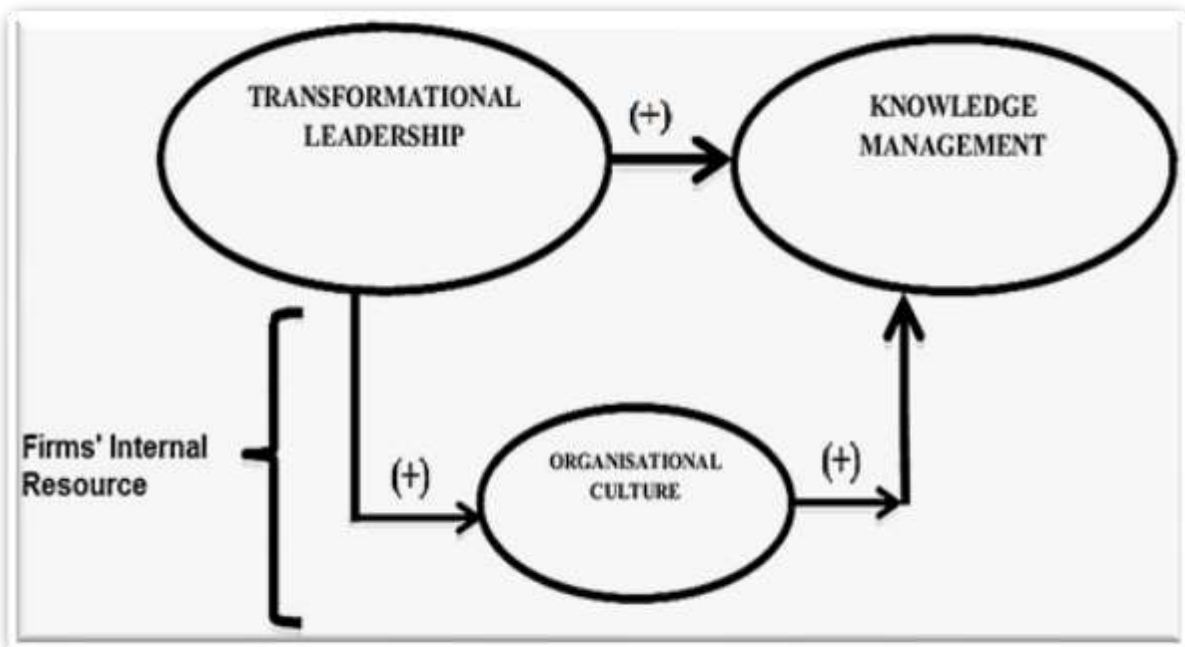 TRANSFORMATIONAL
LEADERSHIP
(+)
KNOWLEDGE
MANAGEMENT
Firms' Internal
Resource
(+)
ORGANISATIONAL
CULTURE
(+)